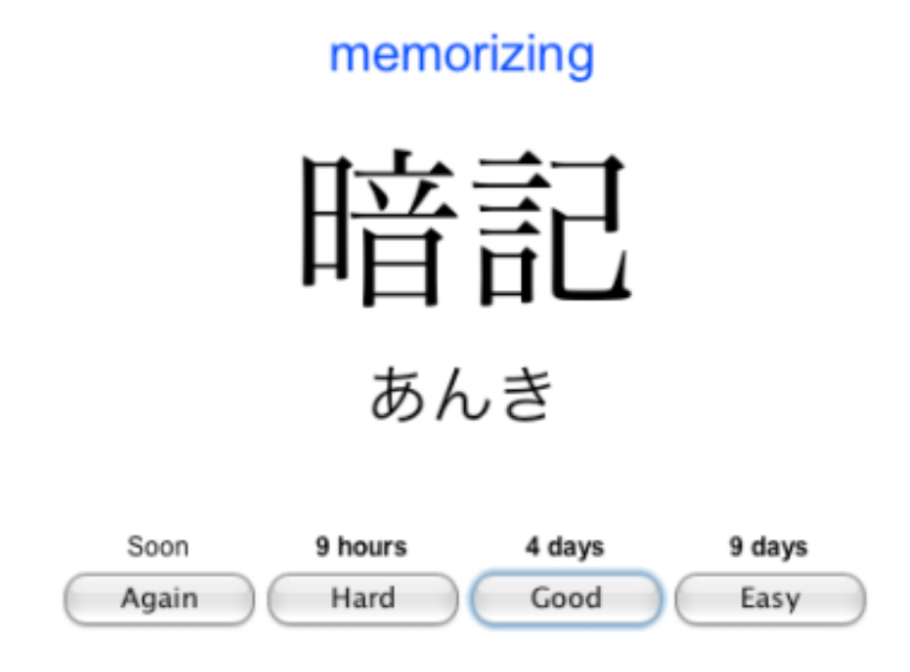 memorizing
暗記
あんき
Soon 9 hours 4 days 9 days
Again Hard Good Easy